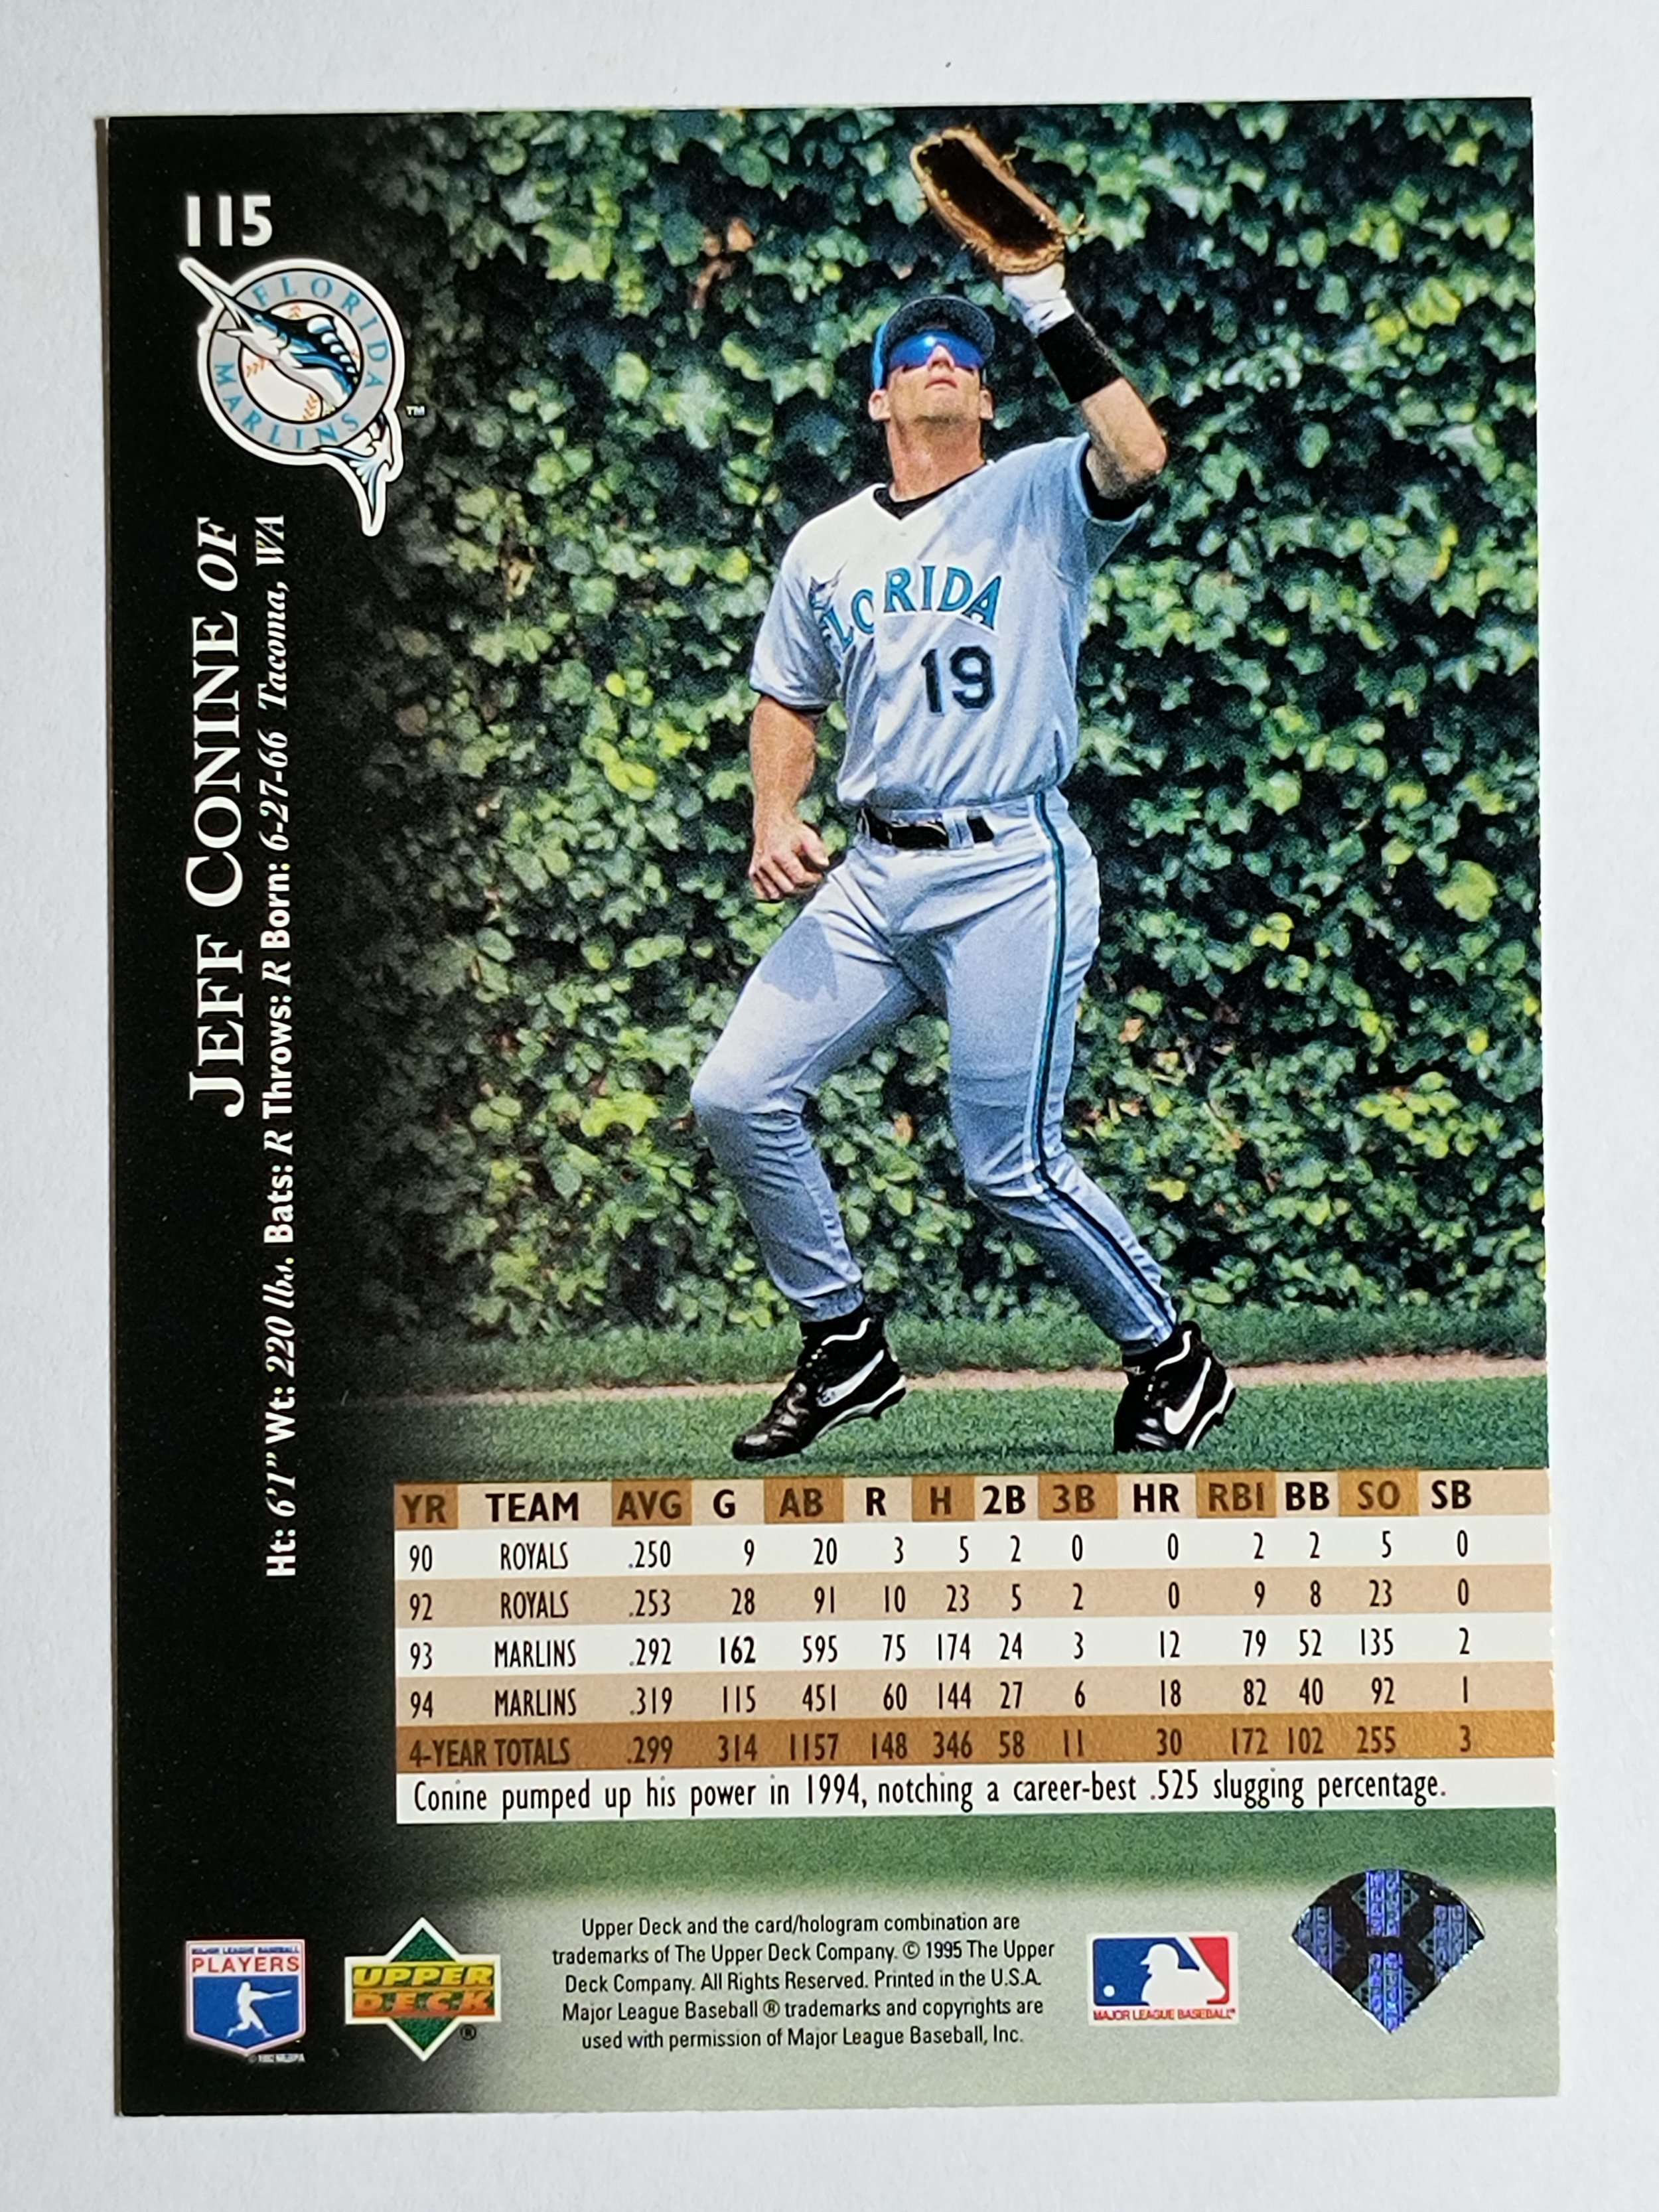 115
FLORIDA
MARLINS
TM
JEFF CONINE OF
Ht: 6'1" Wt: 220 lbs. Bats: R Throws: R Born: 6-27-66 Tacoma, WA
FLORIDA
19
YR TEAM AVG G AB R H 2B 3B HR RBI BB SO SB
90 ROYALS .250 9 20 3 5 2 0 0 2 2 5 0
92 ROYALS .253 28 91 10 23 5 2 0 9 8 23 0
93 MARLINS .292 162 595 75 174 24 3 12 79 52 135 2
94 MARLINS .319 115 451 60 144 27 6 18 82 40 92 1
4-YEAR TOTALS .299 314 1157 148 346 58 11 30 172 102 255 3
Conine pumped up his power in 1994, notching a career-best .525 slugging percentage.
MAJOR LEAGUE BASEBALL
PLAYERS
UPPER
DECK
®
Upper Deck and the card/hologram combination are
trademarks of The Upper Deck Company. © 1995 The Upper
Deck Company. All Rights Reserved. Printed in the U.S.A.
Major League Baseball ® trademarks and copyrights are
used with permission of Major League Baseball, Inc.
MAJOR LEAGUE BASEBALL